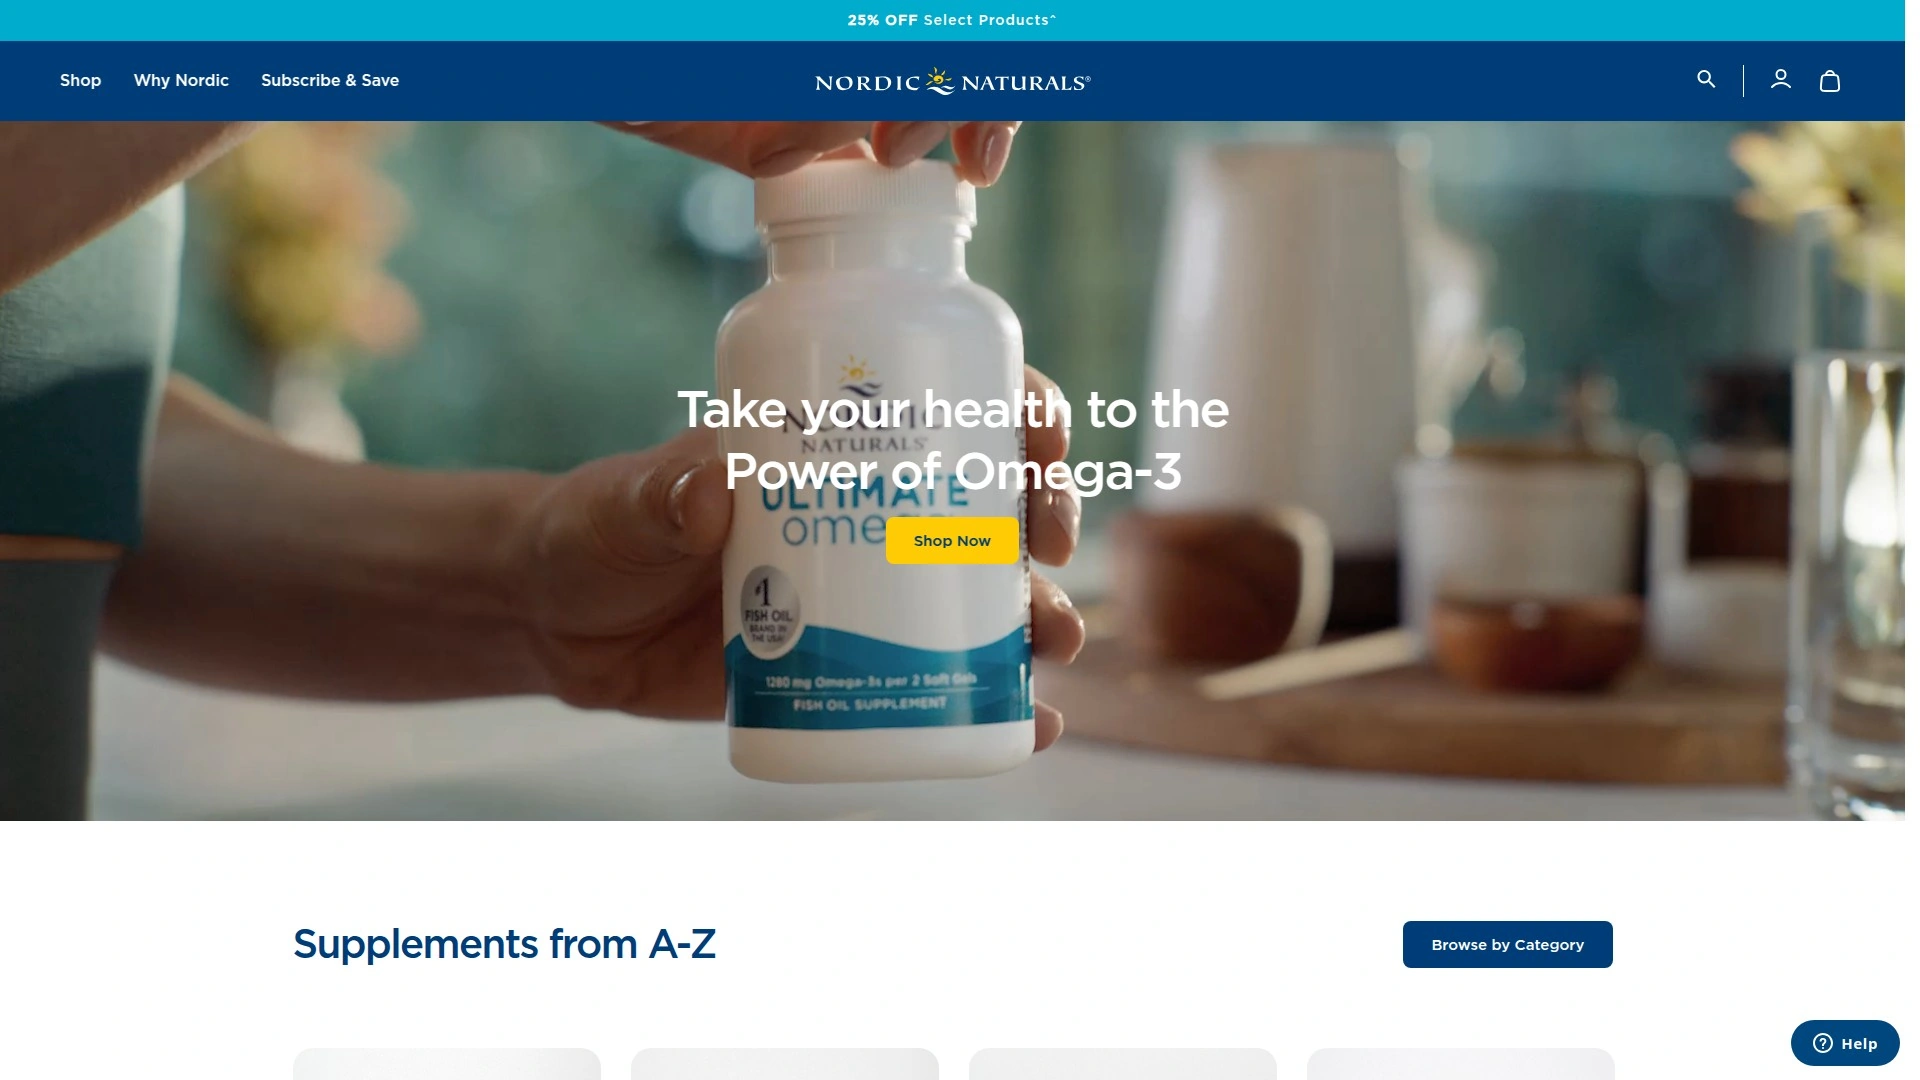 25% OFF Select Products^
Shop
Why Nordic
Subscribe & Save
NORDIC NATURALS®
Take your health to the
Power of Omega-3
Shop Now
NORDIC
NATURALS
ULTIMATE
omega
#1
FISH OIL
BRAND IN
THE USA
1280 mg Omega-3s per 2 Soft Gels
FISH OIL SUPPLEMENT
Supplements from A-Z
Browse by Category
Help